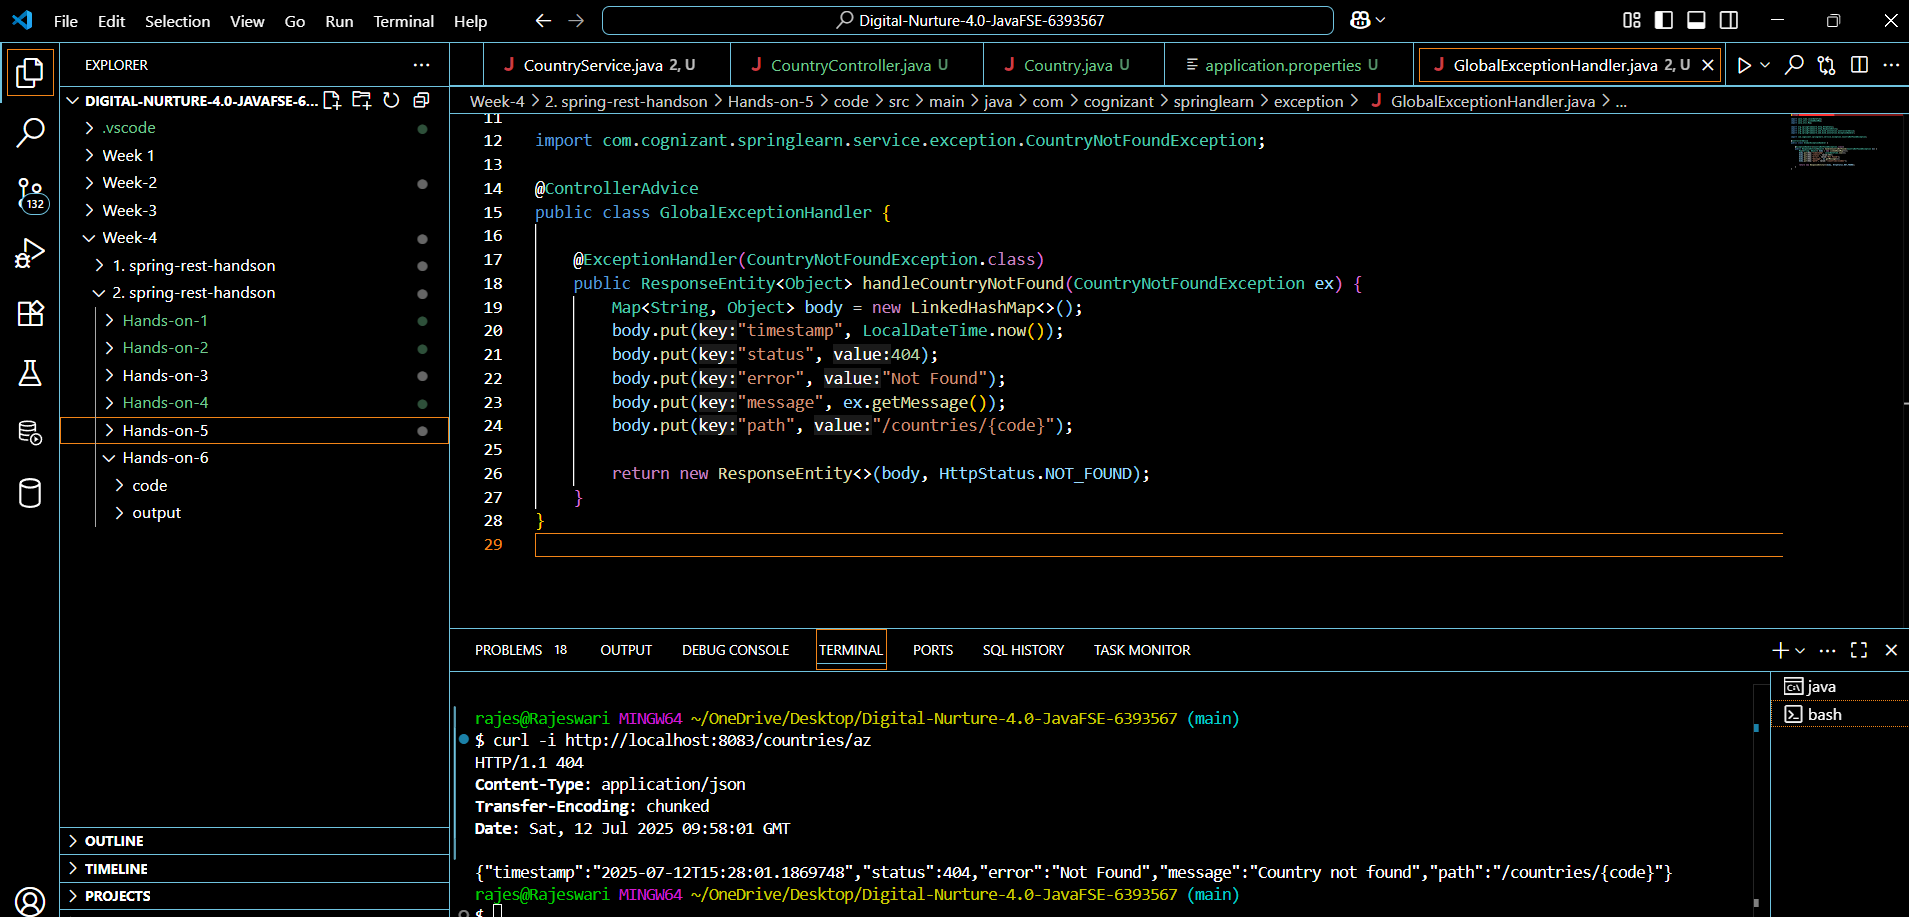 File Edit Selection View Go Run Terminal Help
Digital-Nurture-4.0-JavaFSE-6393567
EXPLORER
DIGITAL-NURTURE-4.0-JAVAFSE-6...
.vscode
Week 1
Week-2
Week-3
Week-4
1. spring-rest-handson
2. spring-rest-handson
Hands-on-1
Hands-on-2
Hands-on-3
Hands-on-4
Hands-on-5
Hands-on-6
code
output
OUTLINE
TIMELINE
PROJECTS
132
CountryService.java 2, U
CountryController.java U
Country.java U
application.properties U
GlobalExceptionHandler.java 2, U
Week-4 > 2. spring-rest-handson > Hands-on-5 > code > src > main > java > com > cognizant > springlearn > exception > J GlobalExceptionHandler.java > ...
11
12 import com.cognizant.springlearn.service.exception.CountryNotFoundException;
13
14 @ControllerAdvice
15 public class GlobalExceptionHandler {
16
17 @ExceptionHandler(CountryNotFoundException.class)
18 public ResponseEntity<Object> handleCountryNotFound(CountryNotFoundException ex) {
19 Map<String, Object> body = new LinkedHashMap<>();
20 body.put(key:"timestamp", LocalDateTime.now());
21 body.put(key:"status", value:404);
22 body.put(key:"error", value:"Not Found");
23 body.put(key:"message", ex.getMessage());
24 body.put(key:"path", value:"/countries/{code}");
25
26 return new ResponseEntity<>(body, HttpStatus.NOT_FOUND);
27 }
28 }
29
PROBLEMS 18 OUTPUT DEBUG CONSOLE TERMINAL PORTS SQL HISTORY TASK MONITOR
java
bash
rajes@Rajeswari MINGW64 ~/OneDrive/Desktop/Digital-Nurture-4.0-JavaFSE-6393567 (main)
$ curl -i http://localhost:8083/countries/az
HTTP/1.1 404
Content-Type: application/json
Transfer-Encoding: chunked
Date: Sat, 12 Jul 2025 09:58:01 GMT
{"timestamp":"2025-07-12T15:28:01.1869748","status":404,"error":"Not Found","message":"Country not found","path":"/countries/{code}"}
rajes@Rajeswari MINGW64 ~/OneDrive/Desktop/Digital-Nurture-4.0-JavaFSE-6393567 (main)
$